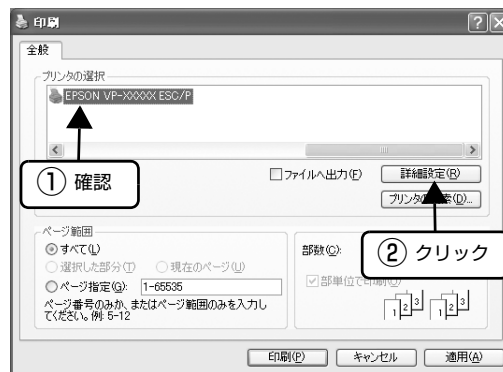 印刷
全般
プリンタの選択
EPSON VP-XXXXX ESC/P
① 確認
ファイルへ出力(F)
詳細設定(R)
プリンタの 索(D)...
ページ範囲
すべて(L)
選択した部分(T)
現在のページ(U)
ページ指定(G): 1-65535
ページ番号のみか、またはページ範囲のみを入力し
てください。例: 5-12
部数(C):
② クリック
部単位で印刷(O)
1 2 3
1 2 3
印刷(P)
キャンセル
適用(A)